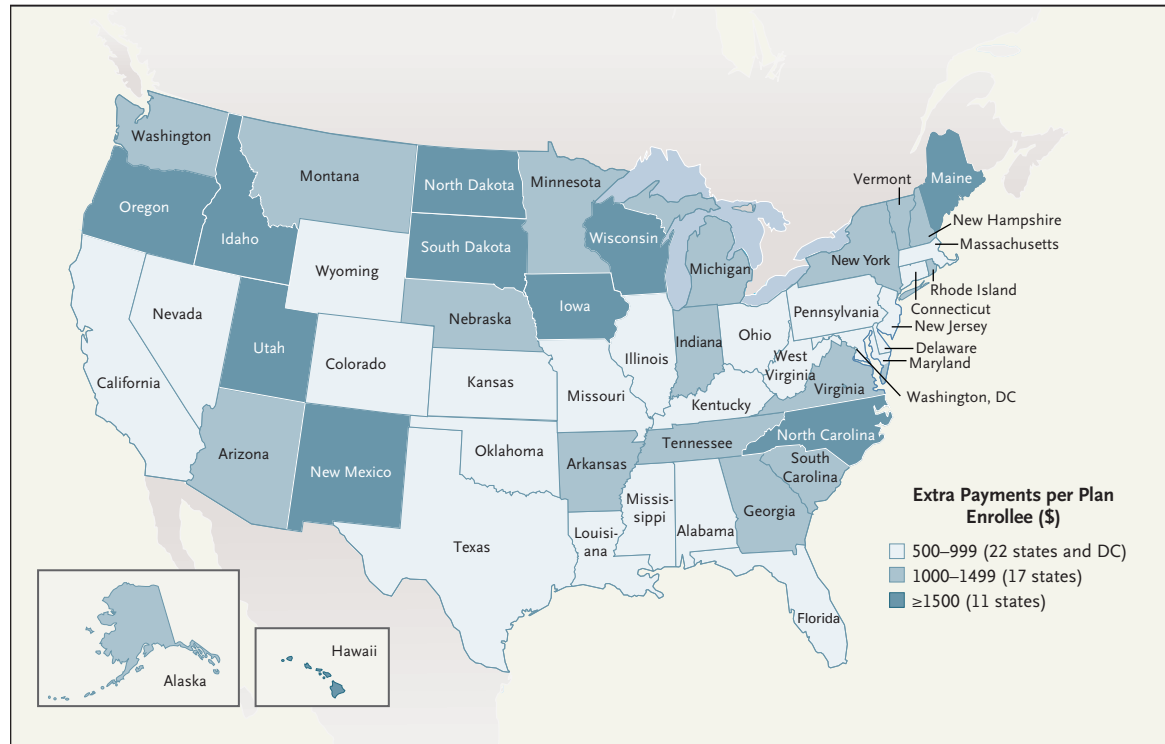 Washington
Montana
North Dakota
Minnesota
Vermont
Maine
Oregon
Idaho
South Dakota
Wisconsin
New Hampshire
Massachusetts
Michigan
New York
Wyoming
Rhode Island
Connecticut
Nebraska
Iowa
Pennsylvania
New Jersey
Nevada
Utah
Colorado
Illinois
Indiana
Ohio
Delaware
Maryland
California
Kansas
Missouri
West
Virginia
Virginia
Kentucky
Washington, DC
Arizona
New Mexico
Oklahoma
Arkansas
Tennessee
North Carolina
South
Carolina
Texas
Louisi-
ana
Missis-
sippi
Alabama
Georgia
Florida
Alaska
Hawaii
Extra Payments per Plan
Enrollee ($)
500–999 (22 states and DC)
1000–1499 (17 states)
≥1500 (11 states)